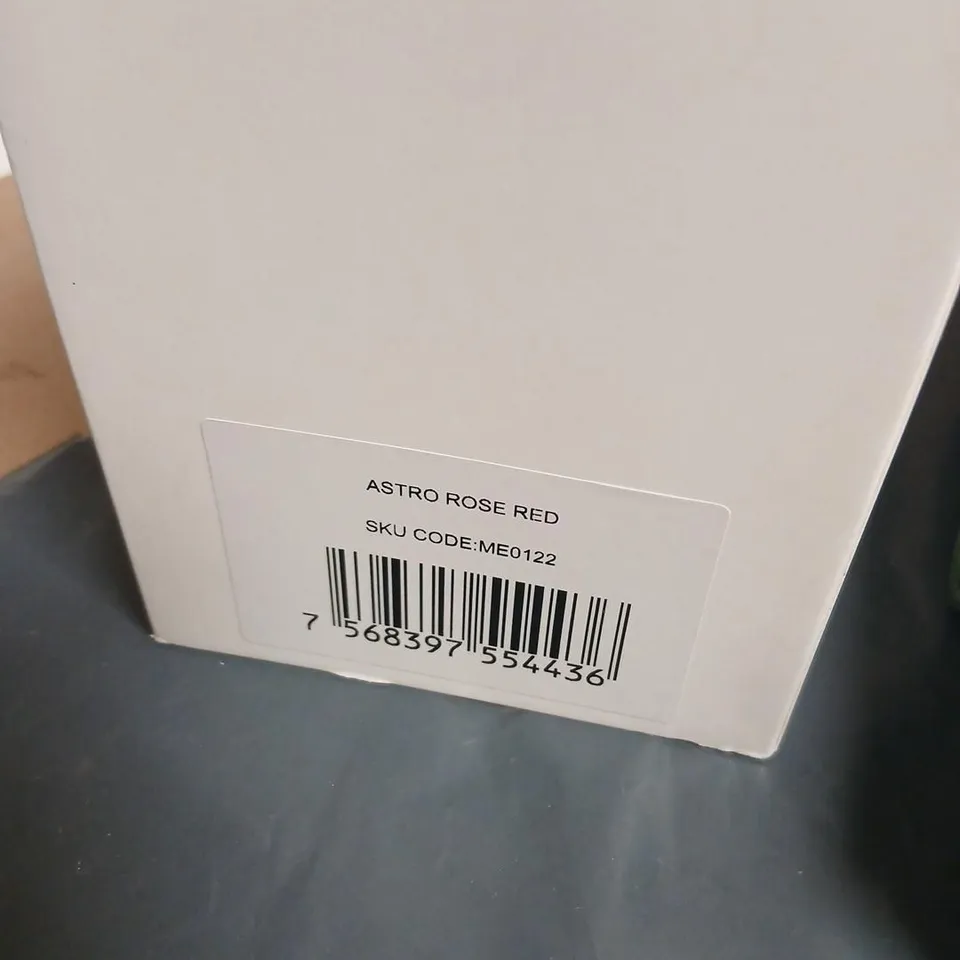 ASTRO ROSE RED
SKU CODE:ME0122
7 568397 554436